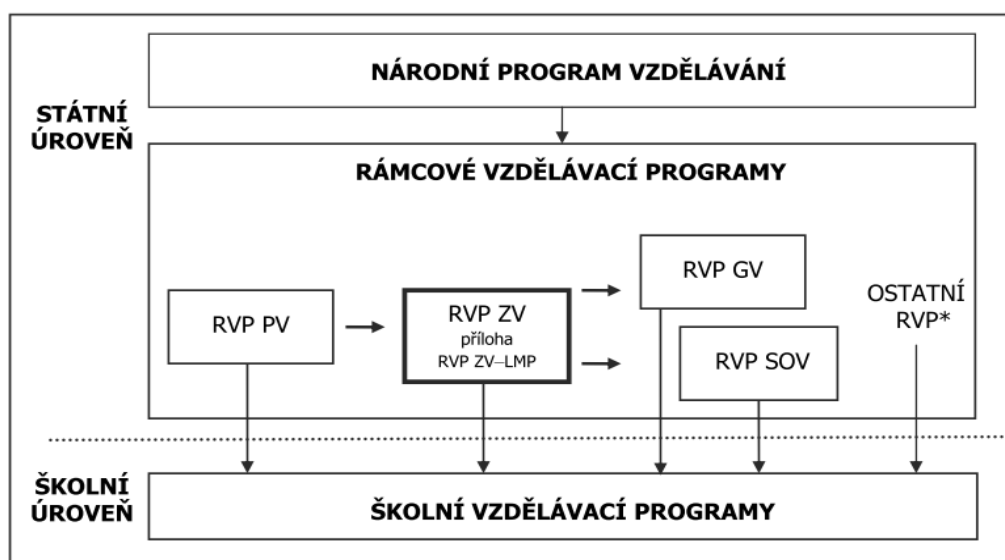 NÁRODNÍ PROGRAM VZDĚLÁVÁNÍ
STÁTNÍ
ÚROVEŇ
RÁMCOVÉ VZDĚLÁVACÍ PROGRAMY
RVP PV
RVP ZV
příloha
RVP ZV–LMP
RVP GV
RVP SOV
OSTATNÍ
RVP*
ŠKOLNÍ
ÚROVEŇ
ŠKOLNÍ VZDĚLÁVACÍ PROGRAMY